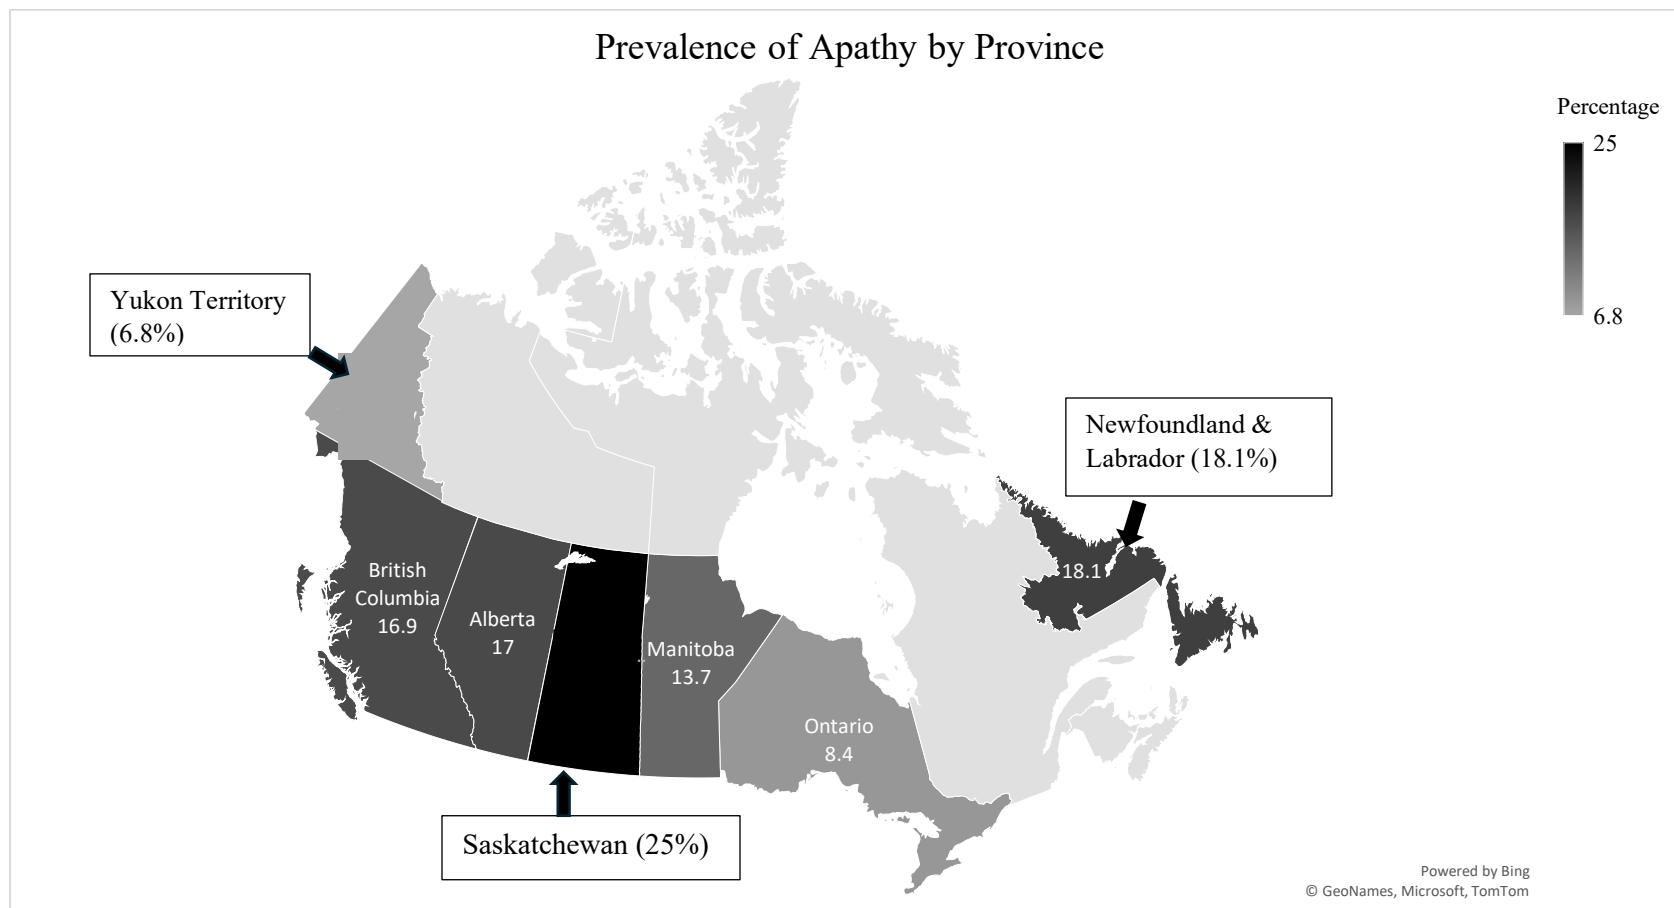 Prevalence of Apathy by Province
Percentage
25
6.8
Yukon Territory
(6.8%)
Newfoundland &
Labrador (18.1%)
18.1
British
Columbia
16.9
Alberta
17
Manitoba
13.7
Ontario
8.4
Saskatchewan (25%)
Powered by Bing
© GeoNames, Microsoft, TomTom